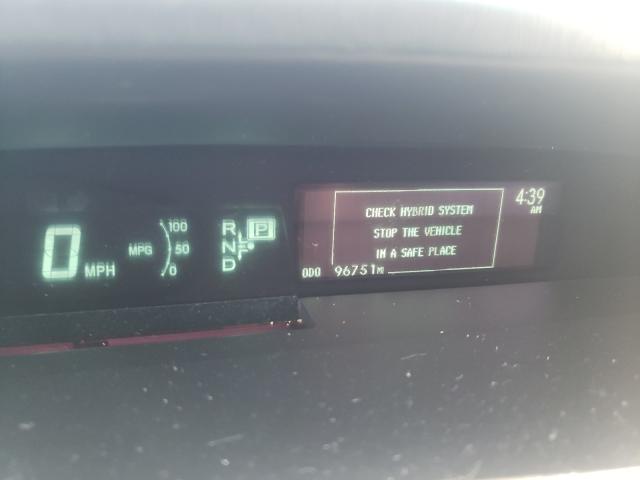 0 MPH
MPG
100
50
0
R P
N
D
CHECK HYBRID SYSTEM
STOP THE VEHICLE
IN A SAFE PLACE
4:39
AM
ODO 96751 MI